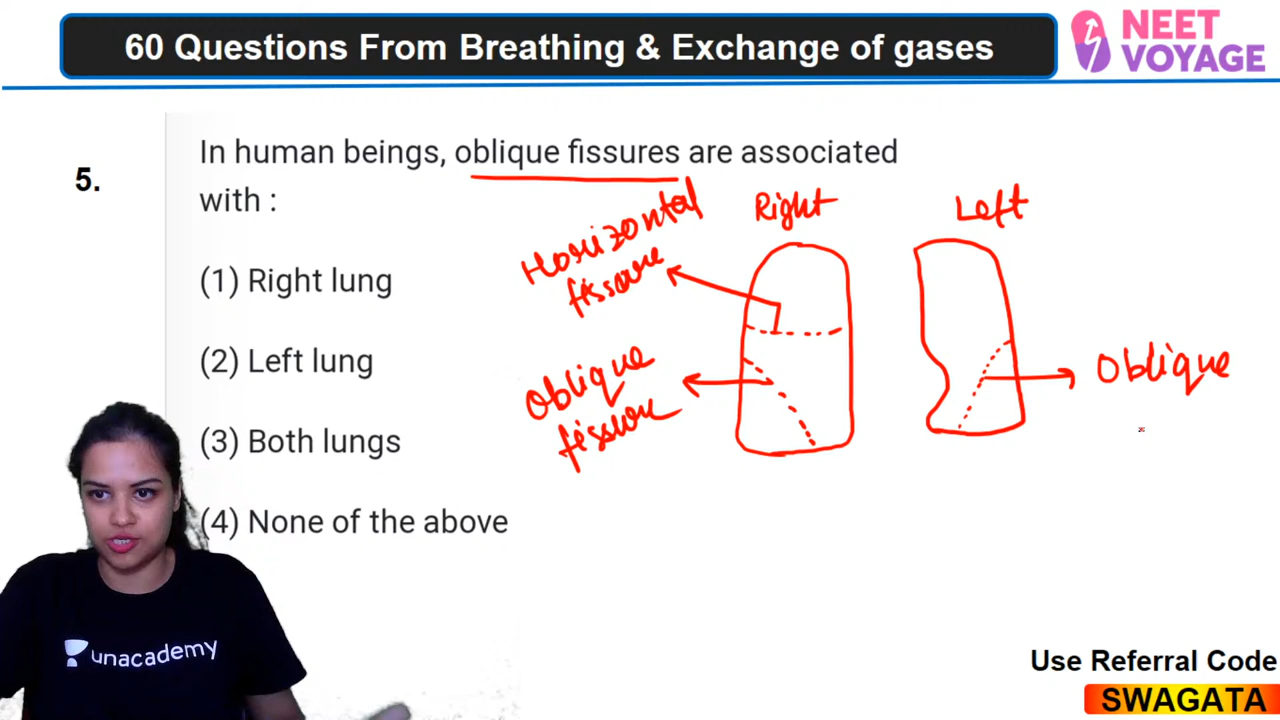 60 Questions From Breathing & Exchange of gases
NEET
VOYAGE
5.
In human beings, oblique fissures are associated
with :
(1) Right lung
(2) Left lung
(3) Both lungs
(4) None of the above
Right
Left
Horizontal
fissure
Oblique
fissure
Oblique
unacademy
Use Referral Code
SWAGATA